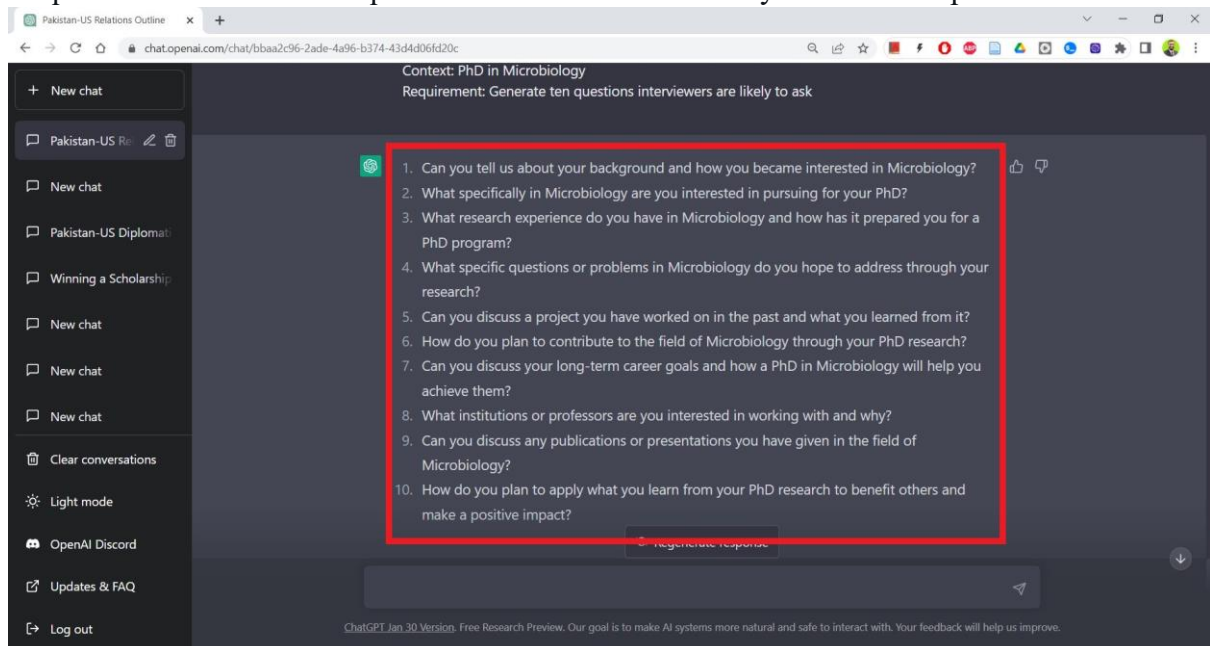 Pakistan-US Relations Outline
chat.openai.com/chat/bbaa2c96-2ade-4a96-b374-43d4d06fd20c
New chat
Pakistan-US Re
New chat
Pakistan-US Diplomati
Winning a Scholarship
New chat
New chat
New chat
Clear conversations
Light mode
OpenAI Discord
Updates & FAQ
Log out
Context: PhD in Microbiology
Requirement: Generate ten questions interviewers are likely to ask
1. Can you tell us about your background and how you became interested in Microbiology?
2. What specifically in Microbiology are you interested in pursuing for your PhD?
3. What research experience do you have in Microbiology and how has it prepared you for a
PhD program?
4. What specific questions or problems in Microbiology do you hope to address through your
research?
5. Can you discuss a project you have worked on in the past and what you learned from it?
6. How do you plan to contribute to the field of Microbiology through your PhD research?
7. Can you discuss your long-term career goals and how a PhD in Microbiology will help you
achieve them?
8. What institutions or professors are you interested in working with and why?
9. Can you discuss any publications or presentations you have given in the field of
Microbiology?
10. How do you plan to apply what you learn from your PhD research to benefit others and
make a positive impact?
Regenerate response
ChatGPT Jan 30 Version. Free Research Preview. Our goal is to make AI systems more natural and safe to interact with. Your feedback will help us improve.